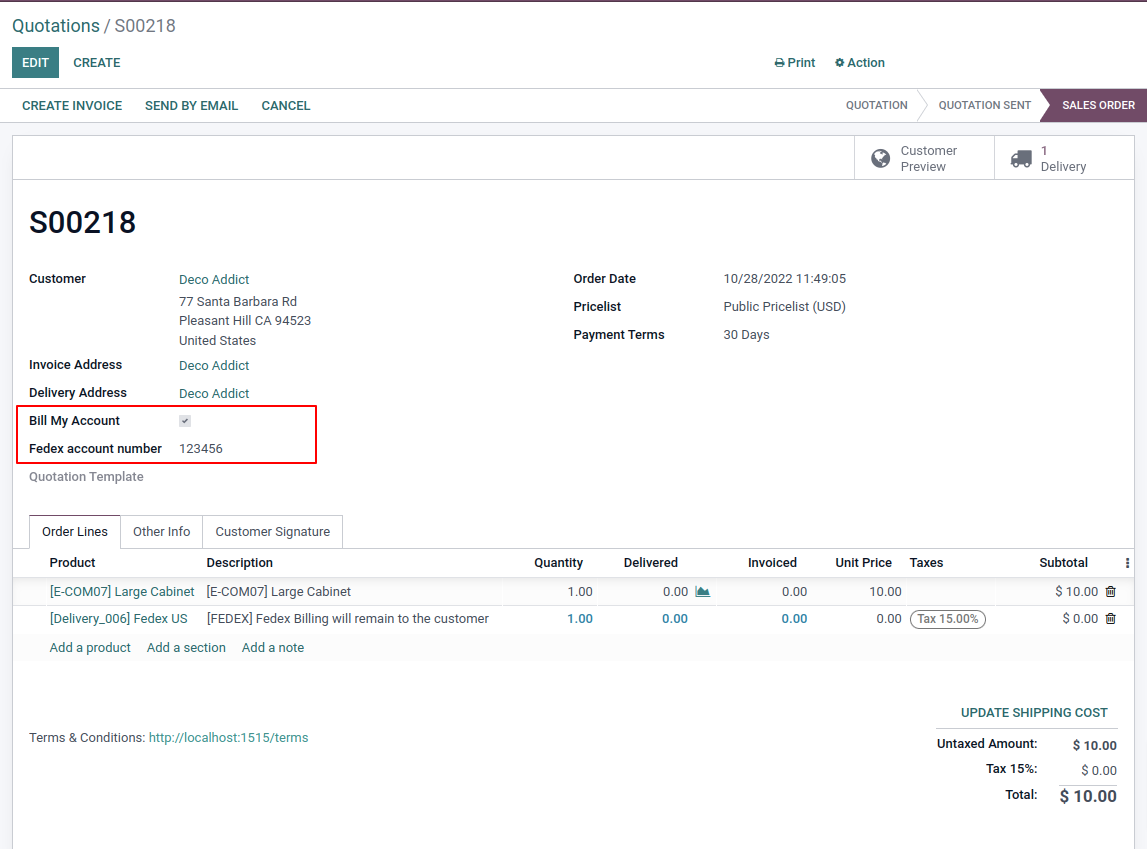 Quotations / S00218
EDIT CREATE Print Action
CREATE INVOICE SEND BY EMAIL CANCEL QUOTATION QUOTATION SENT SALES ORDER
Customer Preview
1 Delivery
S00218
Customer Deco Addict
77 Santa Barbara Rd
Pleasant Hill CA 94523
United States
Invoice Address Deco Addict
Delivery Address Deco Addict
Bill My Account
Fedex account number 123456
Quotation Template
Order Date 10/28/2022 11:49:05
Pricelist Public Pricelist (USD)
Payment Terms 30 Days
Order Lines Other Info Customer Signature
Product Description Quantity Delivered Invoiced Unit Price Taxes Subtotal
[E-COM07] Large Cabinet [E-COM07] Large Cabinet 1.00 0.00 0.00 10.00 $ 10.00
[Delivery_006] Fedex US [FEDEX] Fedex Billing will remain to the customer 1.00 0.00 0.00 0.00 Tax 15.00% $ 0.00
Add a product Add a section Add a note
UPDATE SHIPPING COST
Terms & Conditions: http://localhost:1515/terms
Untaxed Amount: $ 10.00
Tax 15%: $ 0.00
Total: $ 10.00